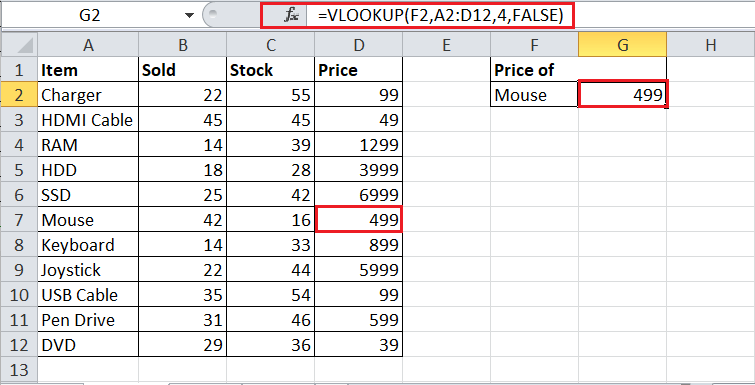 G2 fx =VLOOKUP(F2,A2:D12,4,FALSE)
A B C D E F G H
1 Item Sold Stock Price Price of
2 Charger 22 55 99 Mouse 499
3 HDMI Cable 45 45 49
4 RAM 14 39 1299
5 HDD 18 28 3999
6 SSD 25 42 6999
7 Mouse 42 16 499
8 Keyboard 14 33 899
9 Joystick 22 44 5999
10 USB Cable 35 54 99
11 Pen Drive 31 46 599
12 DVD 29 36 39
13